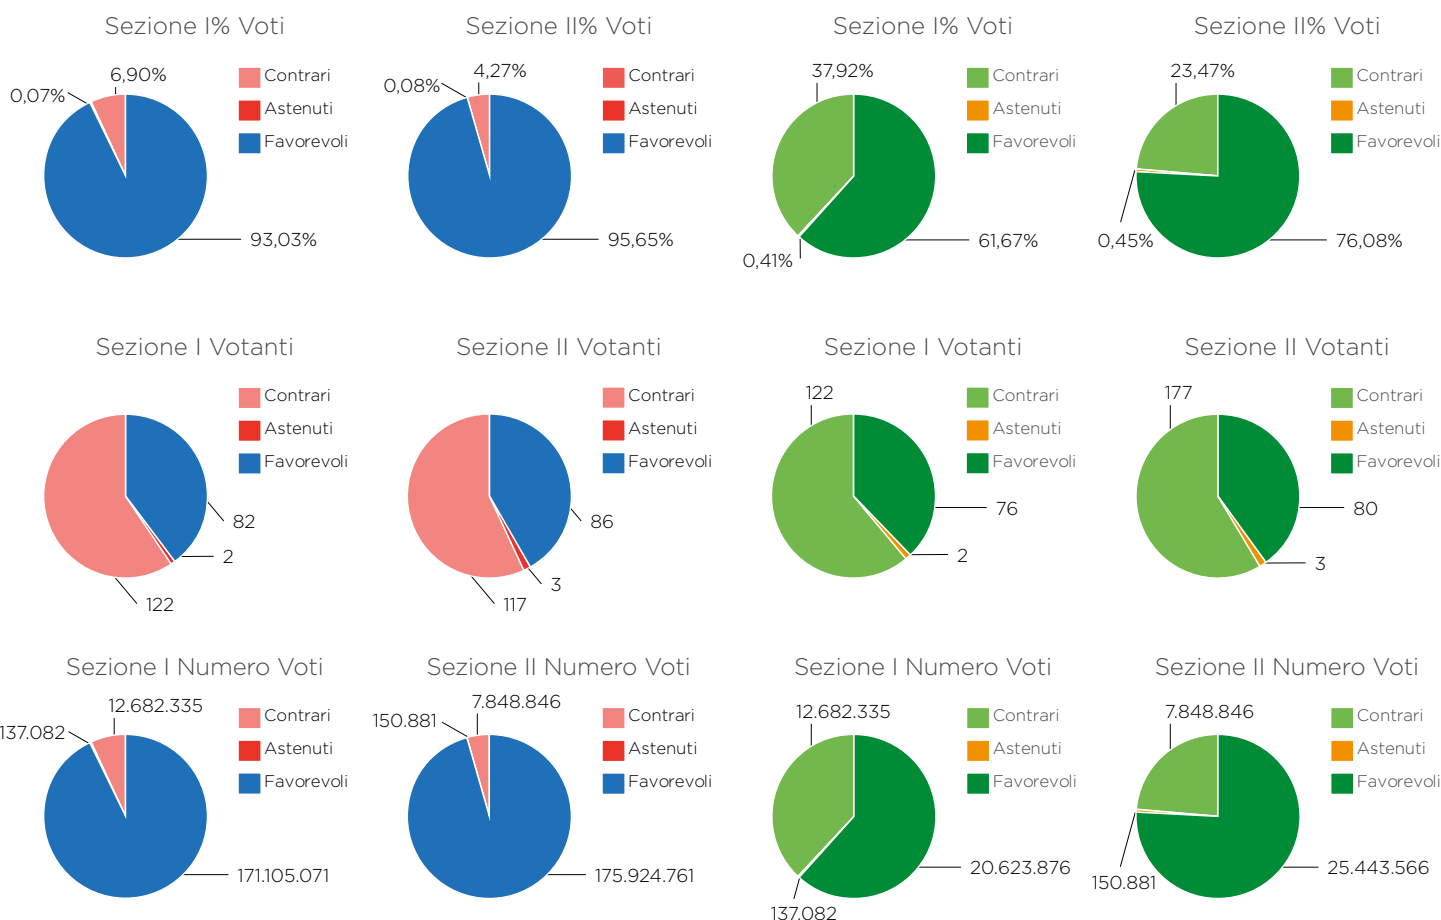 Sezione I% Voti
6,90%
0,07%
93,03%
Contrari
Astenuti
Favorevoli
Sezione II% Voti
4,27%
0,08%
95,65%
Contrari
Astenuti
Favorevoli
Sezione I% Voti
37,92%
0,41%
61,67%
Contrari
Astenuti
Favorevoli
Sezione II% Voti
23,47%
0,45%
76,08%
Contrari
Astenuti
Favorevoli
Sezione I Votanti
82
2
122
Contrari
Astenuti
Favorevoli
Sezione II Votanti
86
3
117
Contrari
Astenuti
Favorevoli
Sezione I Votanti
122
76
2
Contrari
Astenuti
Favorevoli
Sezione II Votanti
177
80
3
Contrari
Astenuti
Favorevoli
Sezione I Numero Voti
12.682.335
137.082
171.105.071
Contrari
Astenuti
Favorevoli
Sezione II Numero Voti
7.848.846
150.881
175.924.761
Contrari
Astenuti
Favorevoli
Sezione I Numero Voti
12.682.335
20.623.876
137.082
Contrari
Astenuti
Favorevoli
Sezione II Numero Voti
7.848.846
25.443.566
150.881
Contrari
Astenuti
Favorevoli